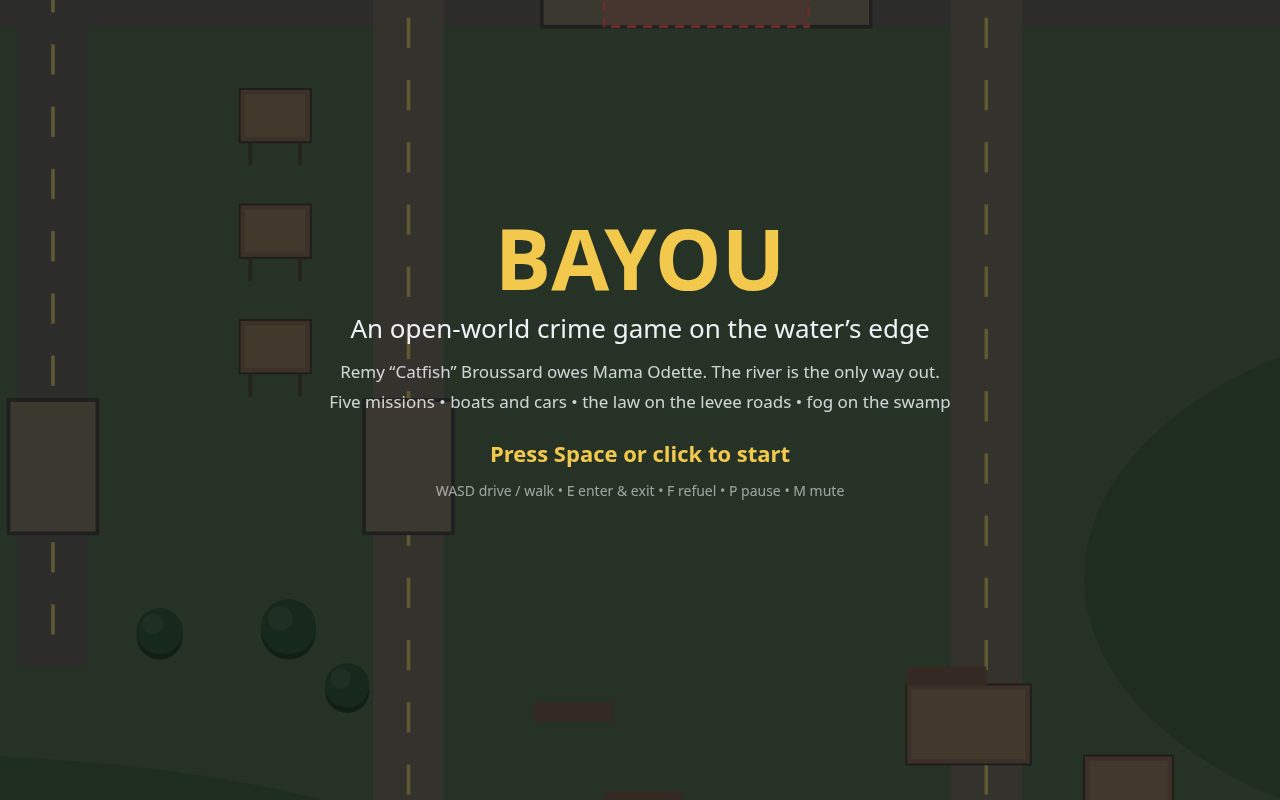 BAYOU
An open-world crime game on the water’s edge
Remy “Catfish” Broussard owes Mama Odette. The river is the only way out.
Five missions • boats and cars • the law on the levee roads • fog on the swamp
Press Space or click to start
WASD drive / walk • E enter & exit • F refuel • P pause • M mute